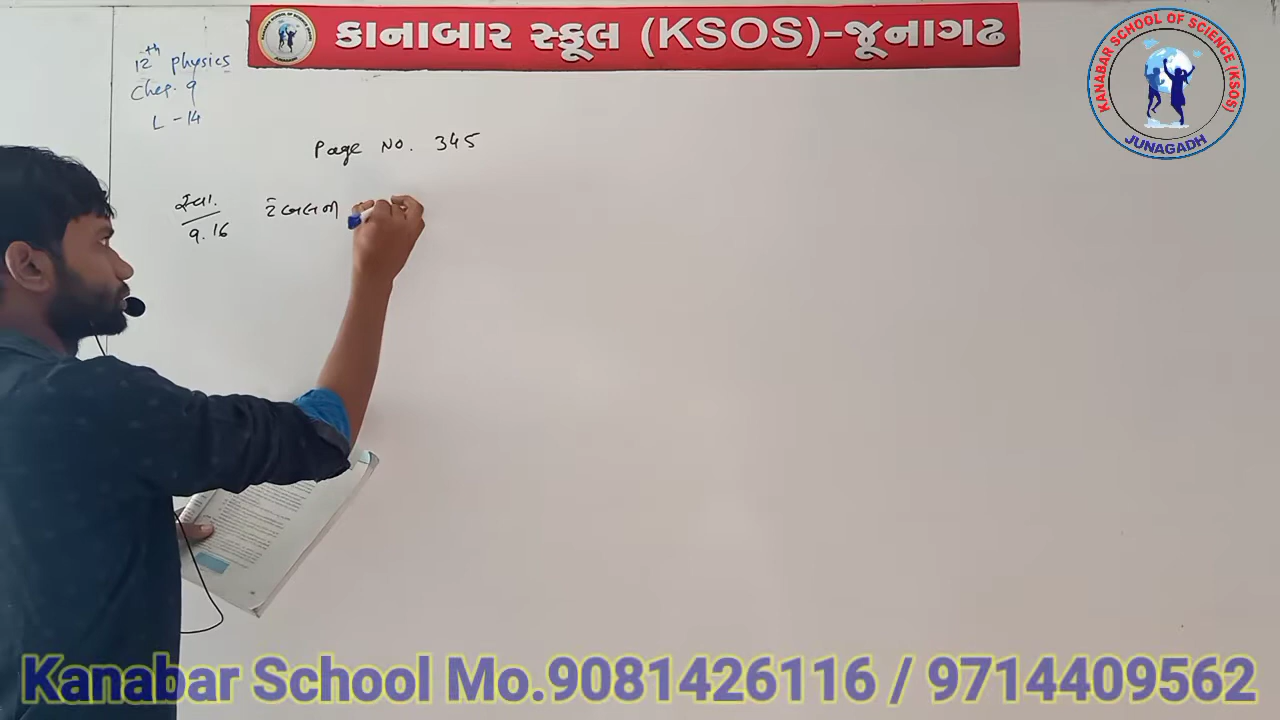 કાનાબાર સ્કૂલ (KSOS)-જૂનાગઢ
KANABAR SCHOOL OF SCIENCE (KSOS)
JUNAGADH
12th physics
Chep. 9
L - 14
Page No. 345
સ્વા.
9.16
ટેબલની
Kanabar School Mo.9081426116 / 9714409562